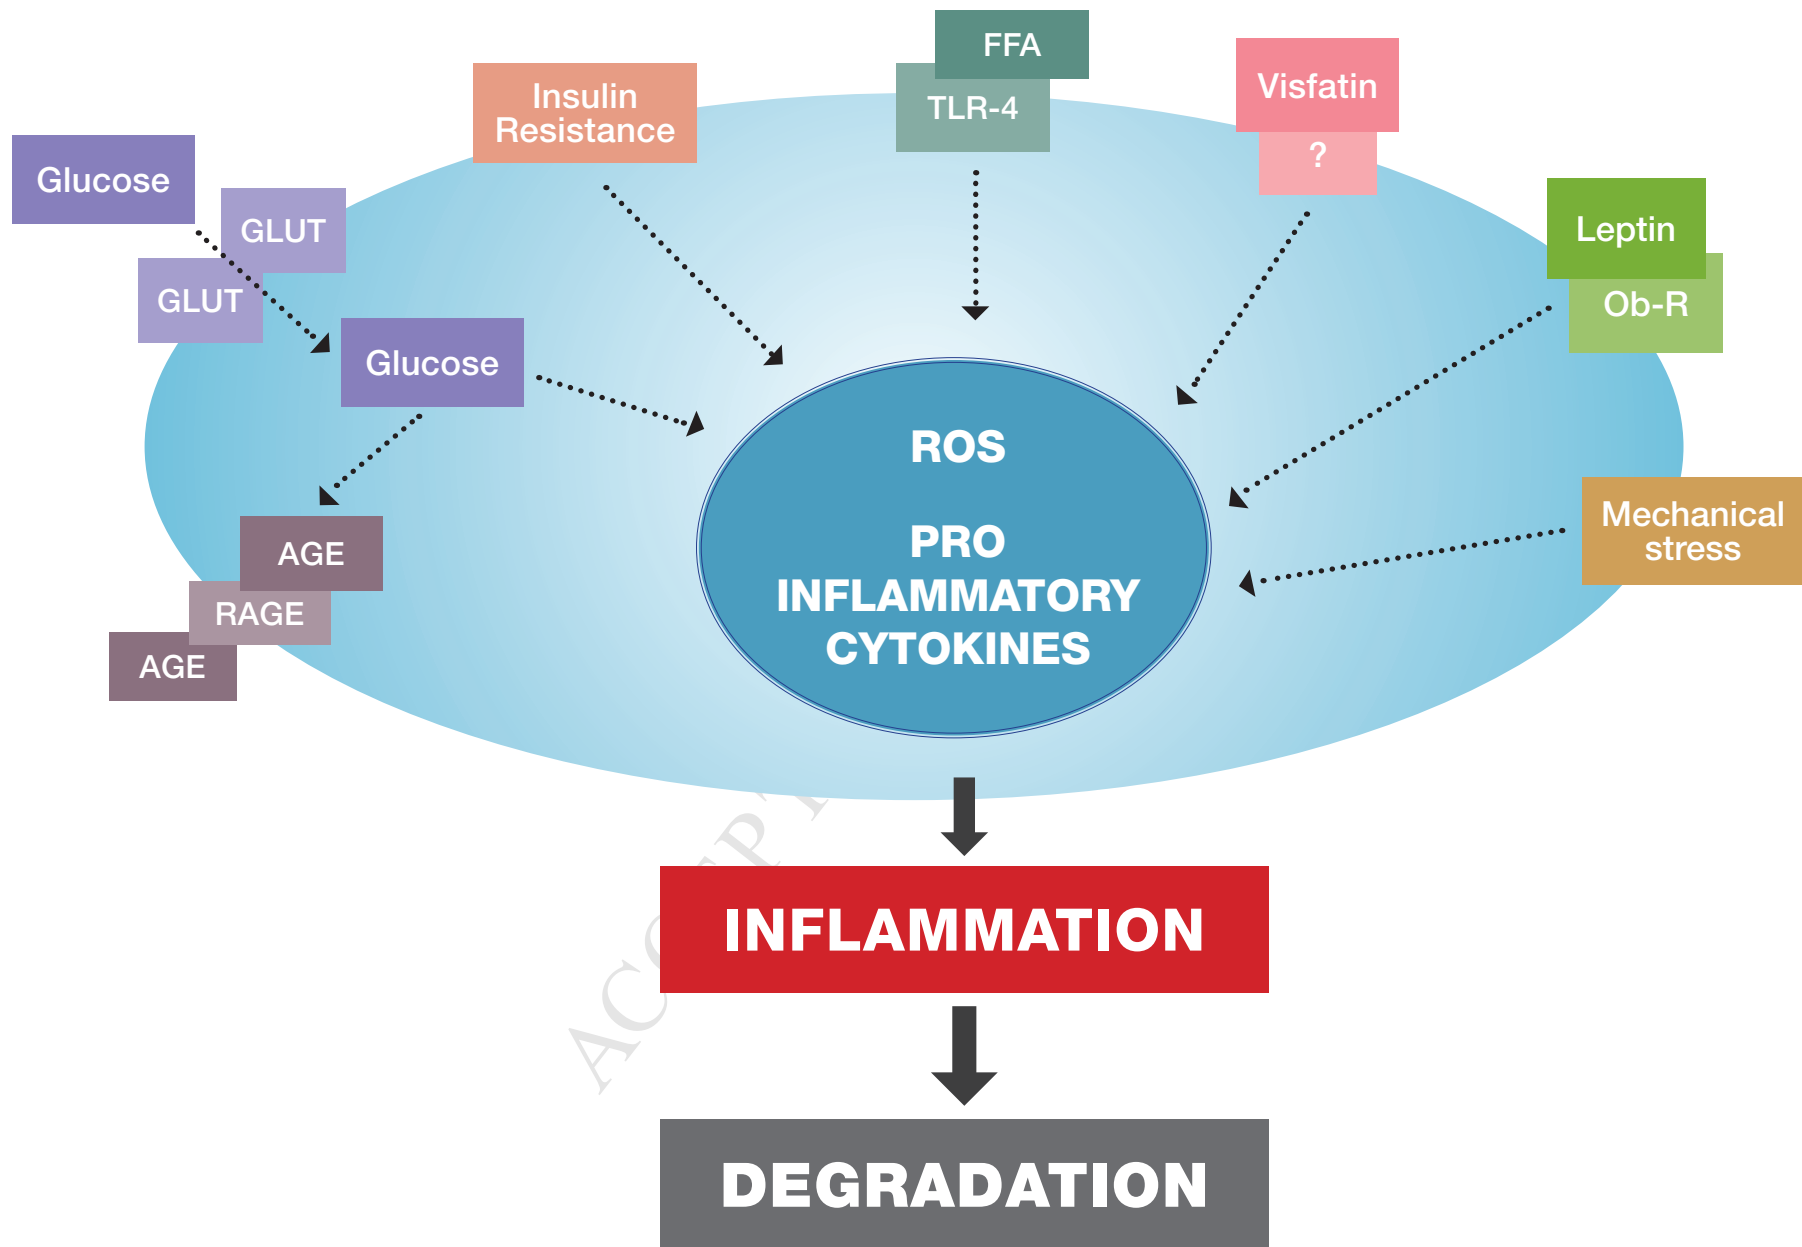 FFA
TLR-4
Visfatin
?
Insulin
Resistance
Glucose
GLUT
GLUT
Leptin
Ob-R
Glucose
ROS
PRO
INFLAMMATORY
CYTOKINES
Mechanical
stress
AGE
RAGE
AGE
INFLAMMATION
DEGRADATION